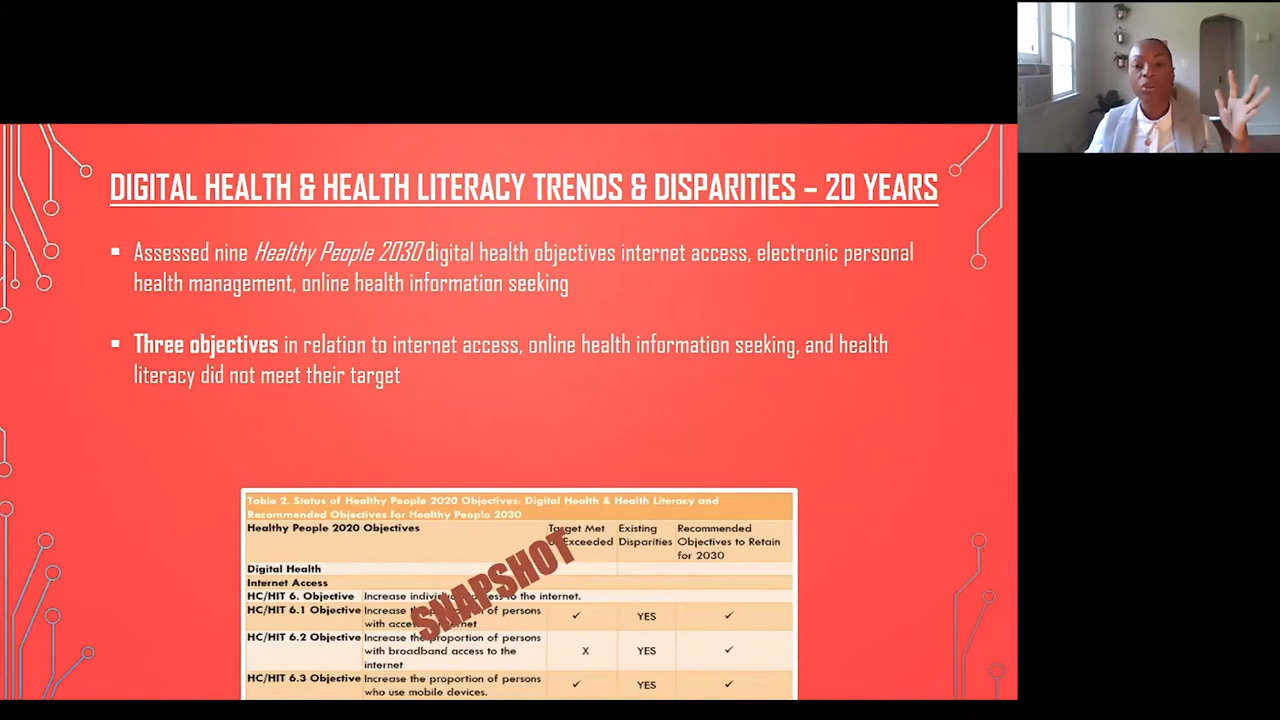 DIGITAL HEALTH & HEALTH LITERACY TRENDS & DISPARITIES – 20 YEARS
▪ Assessed nine Healthy People 2030 digital health objectives internet access, electronic personal
health management, online health information seeking
▪ Three objectives in relation to internet access, online health information seeking, and health
literacy did not meet their target
Table 2. Status of Healthy People 2020 Objectives: Digital Health & Health Literacy and
Recommended Objectives for Healthy People 2030
Healthy People 2020 Objectives Target Met Existing Recommended
Exceeded Disparities Objectives to Retain
for 2030
Digital Health
Internet Access
HC/HIT 6. Objective Increase to the internet.
HC/HIT 6.1 Objective Increase of persons ✓ YES ✓
with
HC/HIT 6.2 Objective Increase the proportion of persons
with broadband access to the X YES ✓
internet
HC/HIT 6.3 Objective Increase the proportion of persons ✓ YES ✓
who use mobile devices.
SNAPSHOT